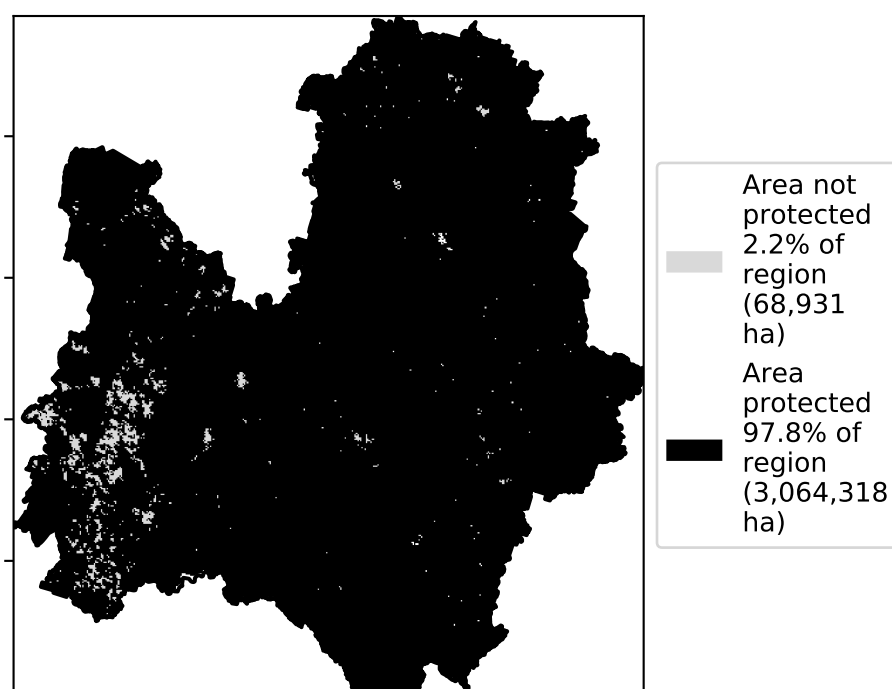 Area not
protected
2.2% of
region
(68,931
ha)
Area
protected
97.8% of
region
(3,064,318
ha)